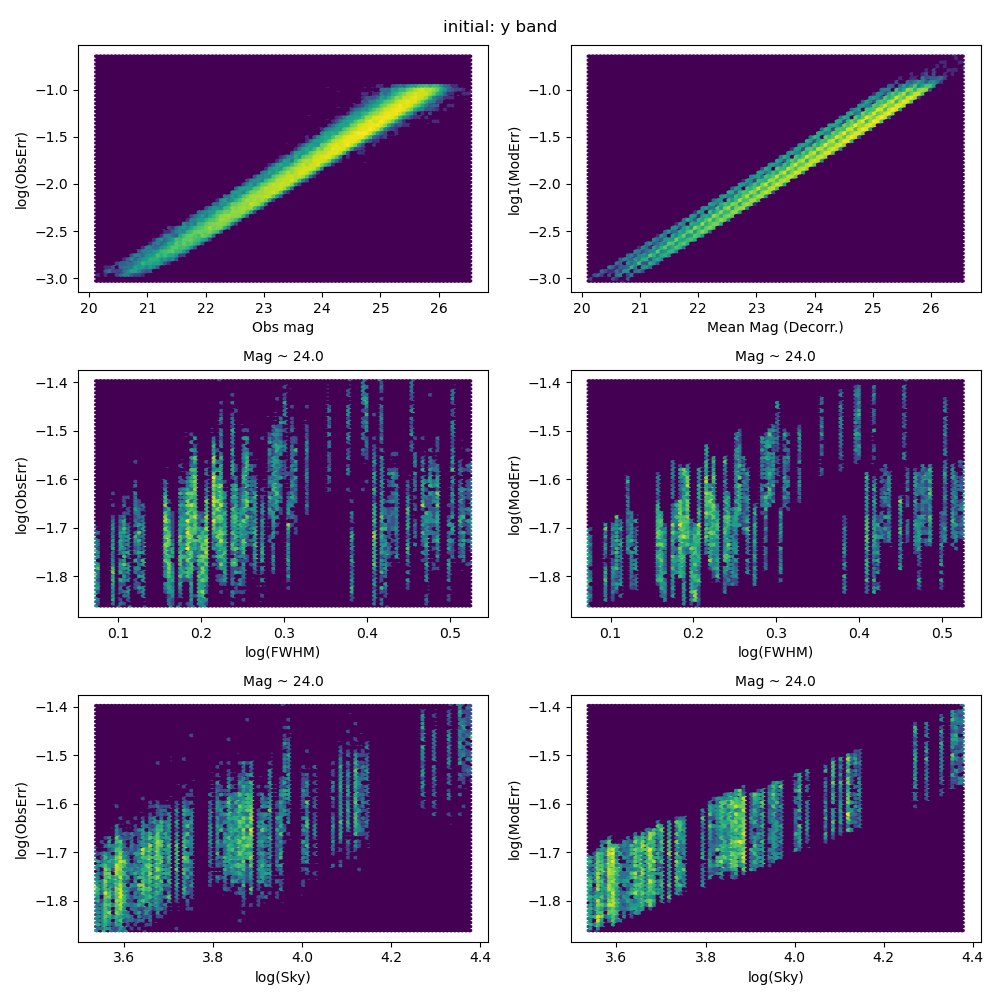 initial: y band
log(ObsErr)
−1.0
−1.5
−2.0
−2.5
−3.0
20 21 22 23 24 25 26
Obs mag
log1(ModErr)
−1.0
−1.5
−2.0
−2.5
−3.0
20 21 22 23 24 25 26
Mean Mag (Decorr.)
Mag ~ 24.0
log(ObsErr)
−1.4
−1.5
−1.6
−1.7
−1.8
0.1 0.2 0.3 0.4 0.5
log(FWHM)
Mag ~ 24.0
log(ModErr)
−1.4
−1.5
−1.6
−1.7
−1.8
0.1 0.2 0.3 0.4 0.5
log(FWHM)
Mag ~ 24.0
log(ObsErr)
−1.4
−1.5
−1.6
−1.7
−1.8
3.6 3.8 4.0 4.2 4.4
log(Sky)
Mag ~ 24.0
log(ModErr)
−1.4
−1.5
−1.6
−1.7
−1.8
3.6 3.8 4.0 4.2 4.4
log(Sky)